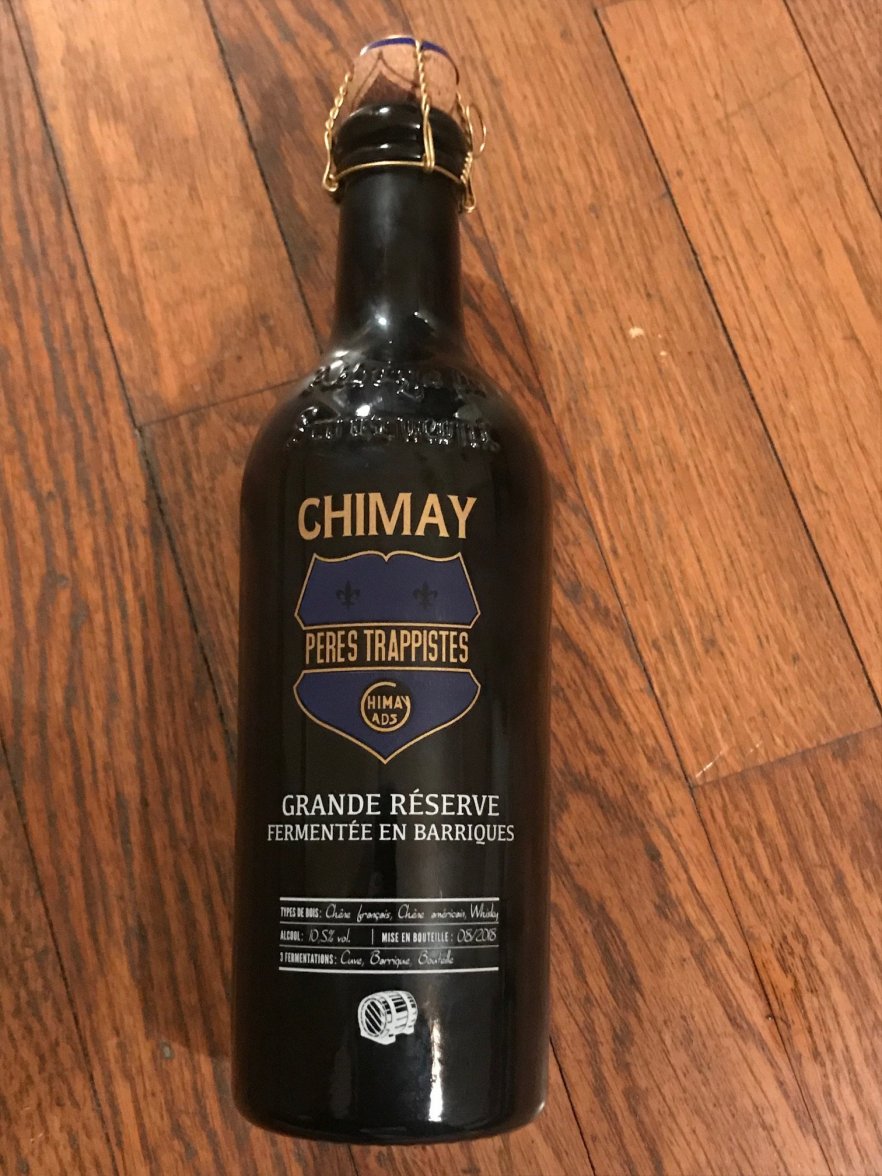 CHIMAY
PERES TRAPPISTES
CHIMAY
ADS
GRANDE RÉSERVE
FERMENTÉE EN BARRIQUES
TYPES DE BOIS: Chêne français, Chêne américain, Whisky
ALCOOL: 10,5% vol. | MISE EN BOUTEILLE: 08/2018
3 FERMENTATIONS: Cuve, Barrique, Bouteille